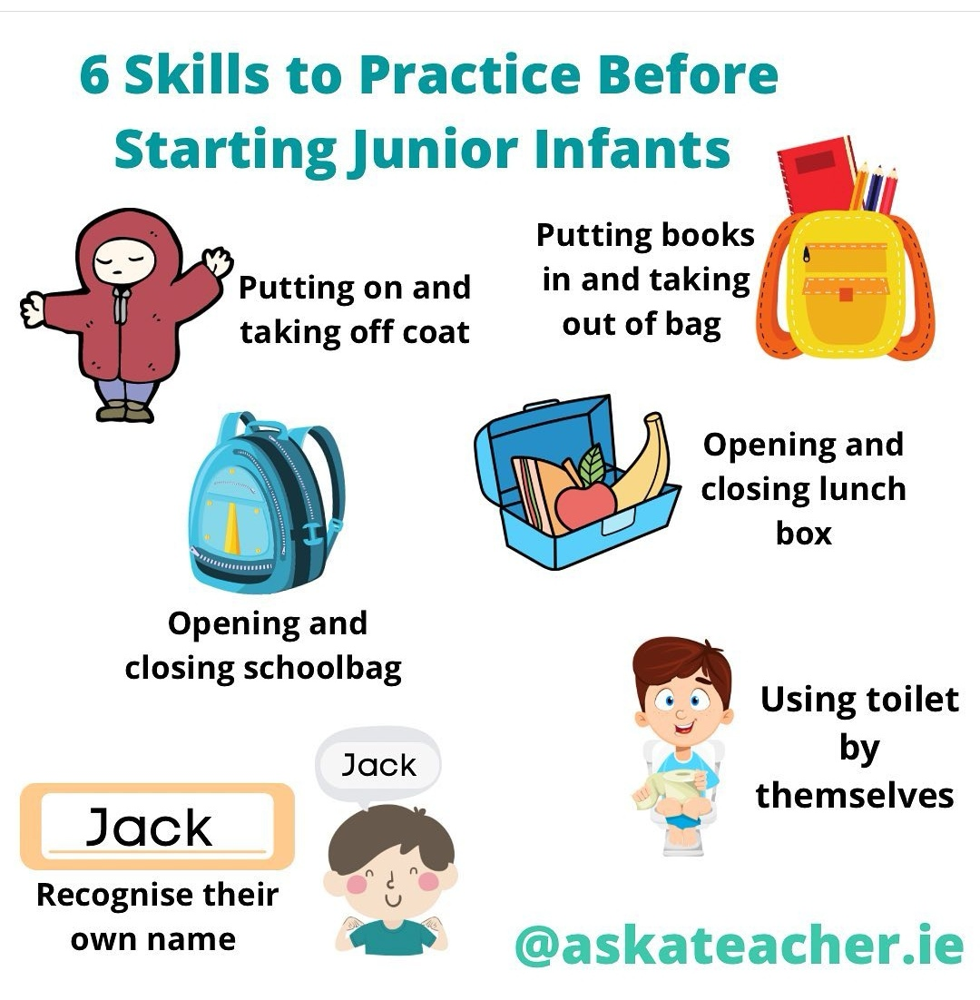 6 Skills to Practice Before
Starting Junior Infants
Putting on and
taking off coat
Putting books
in and taking
out of bag
Opening and
closing schoolbag
Opening and
closing lunch
box
Jack
Jack
Recognise their
own name
Using toilet
by
themselves
@askateacher.ie